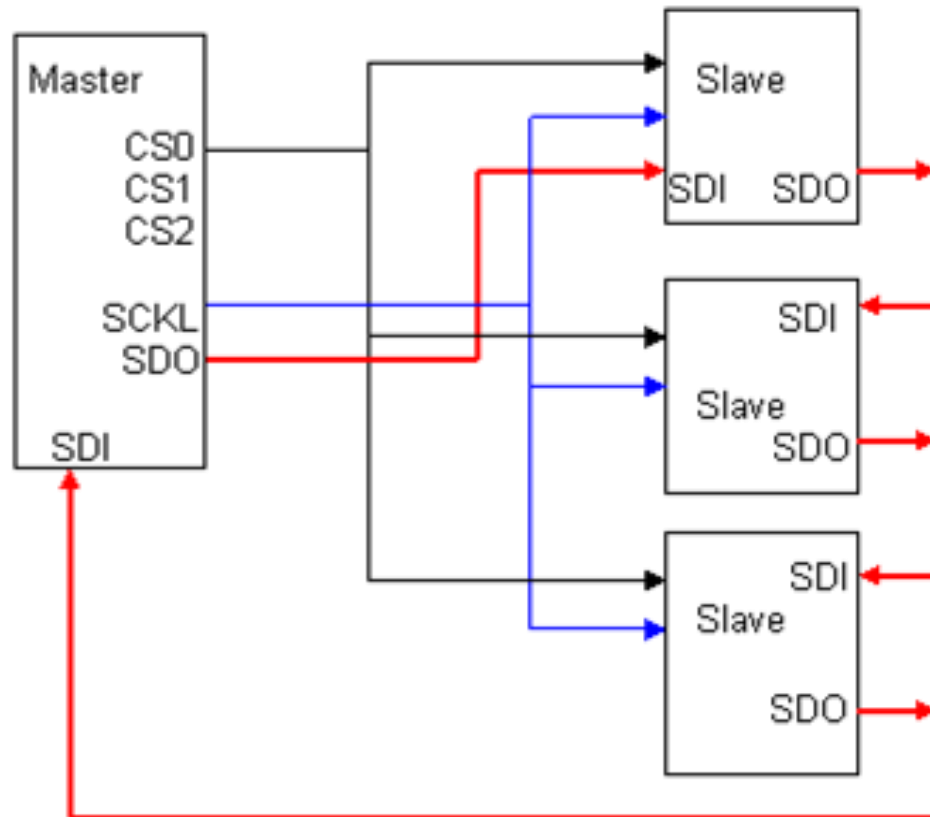 Master
CS0
CS1
CS2
SCKL
SDO
SDI
Slave
SDI SDO
SDI
Slave
SDO
SDI
Slave
SDO